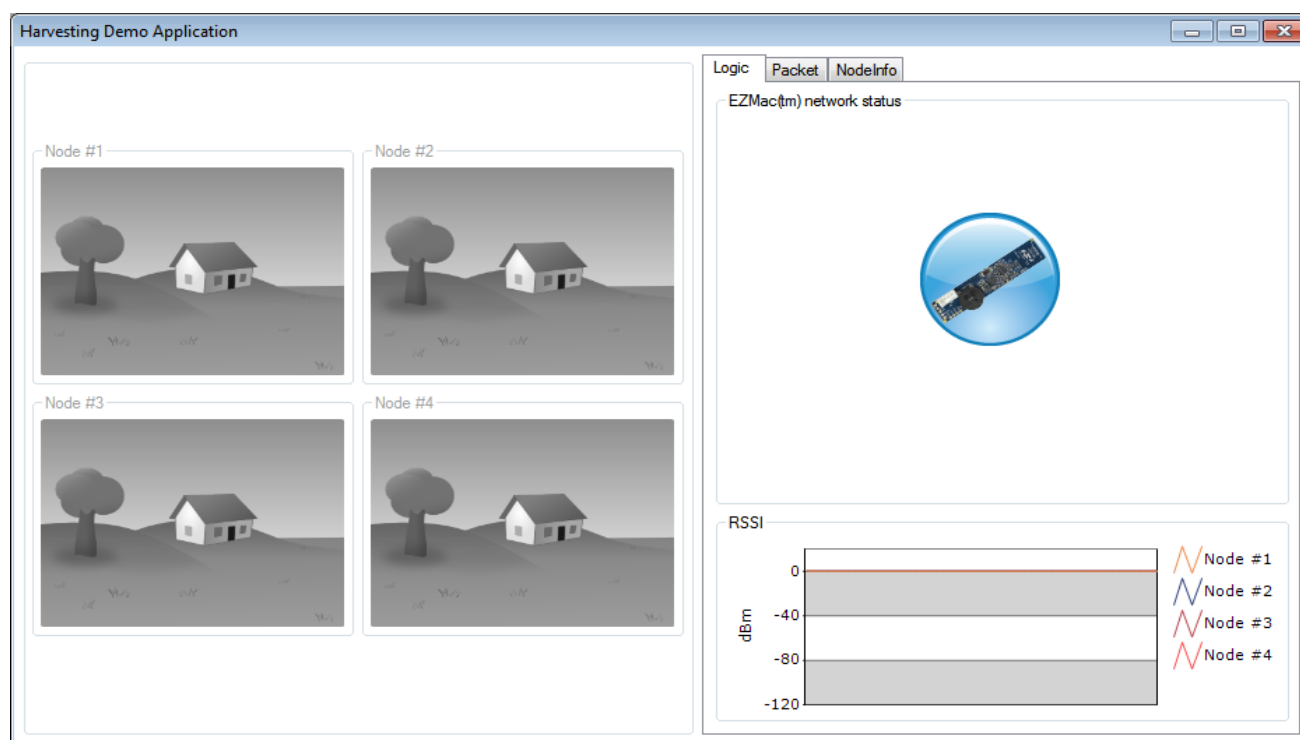 Harvesting Demo Application
Logic
Packet
NodeInfo
EZMac(tm) network status
Node #1
Node #2
Node #3
Node #4
RSSI
dBm
0
-40
-80
-120
Node #1
Node #2
Node #3
Node #4